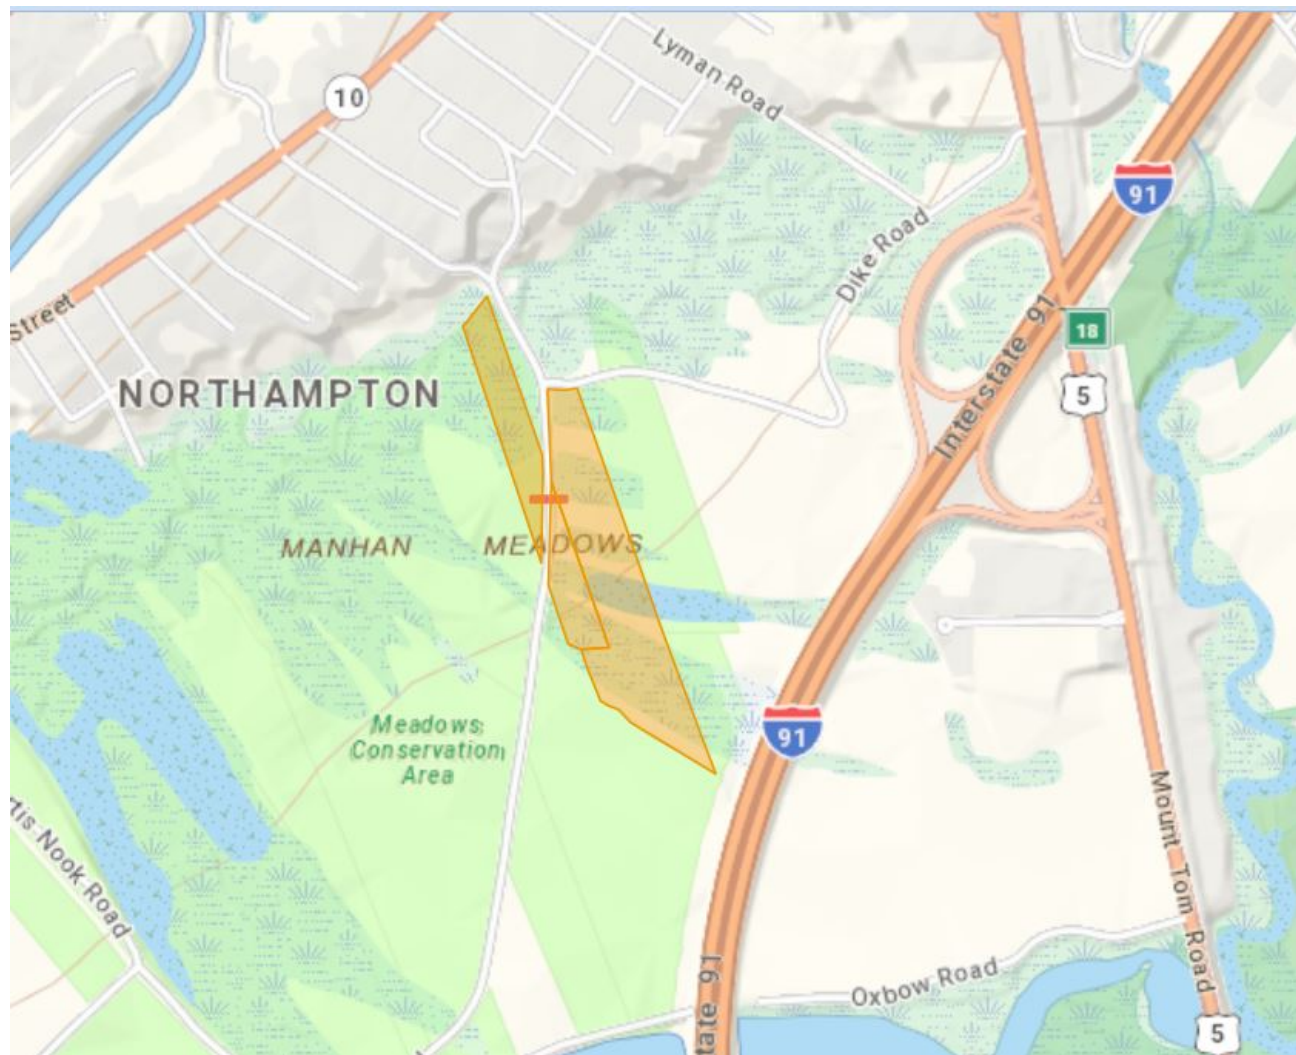 Lyman Road
10
91
Dike Road
Street
Interstate 91
18
NORTHAMPTON
5
MANHAN MEADOWS
Meadows
Conservation
Area
91
Mount Tom Road
tis Nook Road
Oxbow Road
tate 91
5